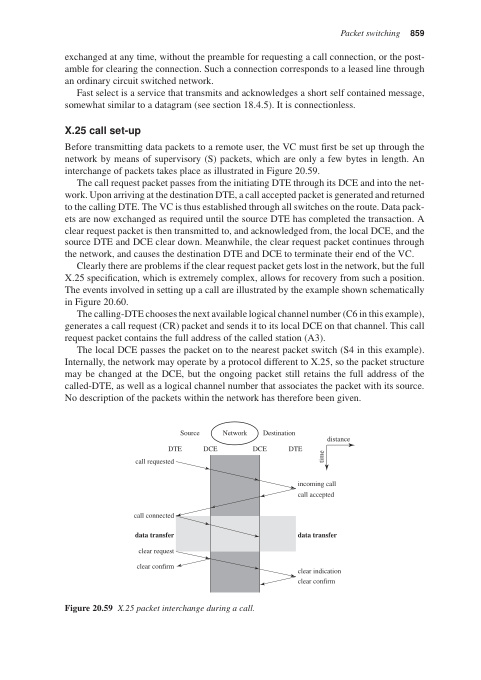 Packet switching 859
exchanged at any time, without the preamble for requesting a call connection, or the post-
amble for clearing the connection. Such a connection corresponds to a leased line through
an ordinary circuit switched network.
Fast select is a service that transmits and acknowledges a short self contained message,
somewhat similar to a datagram (see section 18.4.5). It is connectionless.
X.25 call set-up
Before transmitting data packets to a remote user, the VC must first be set up through the
network by means of supervisory (S) packets, which are only a few bytes in length. An
interchange of packets takes place as illustrated in Figure 20.59.
The call request packet passes from the initiating DTE through its DCE and into the net-
work. Upon arriving at the destination DTE, a call accepted packet is generated and returned
to the calling DTE. The VC is thus established through all switches on the route. Data pack-
ets are now exchanged as required until the source DTE has completed the transaction. A
clear request packet is then transmitted to, and acknowledged from, the local DCE, and the
source DTE and DCE clear down. Meanwhile, the clear request packet continues through
the network, and causes the destination DTE and DCE to terminate their end of the VC.
Clearly there are problems if the clear request packet gets lost in the network, but the full
X.25 specification, which is extremely complex, allows for recovery from such a position.
The events involved in setting up a call are illustrated by the example shown schematically
in Figure 20.60.
The calling-DTE chooses the next available logical channel number (C6 in this example),
generates a call request (CR) packet and sends it to its local DCE on that channel. This call
request packet contains the full address of the called station (A3).
The local DCE passes the packet on to the nearest packet switch (S4 in this example).
Internally, the network may operate by a protocol different to X.25, so the packet structure
may be changed at the DCE, but the ongoing packet still retains the full address of the
called-DTE, as well as a logical channel number that associates the packet with its source.
No description of the packets within the network has therefore been given.
Source Network Destination
distance
DTE DCE DCE DTE
time
call requested
incoming call
call accepted
call connected
data transfer data transfer
clear request
clear confirm
clear indication
clear confirm
Figure 20.59 X.25 packet interchange during a call.